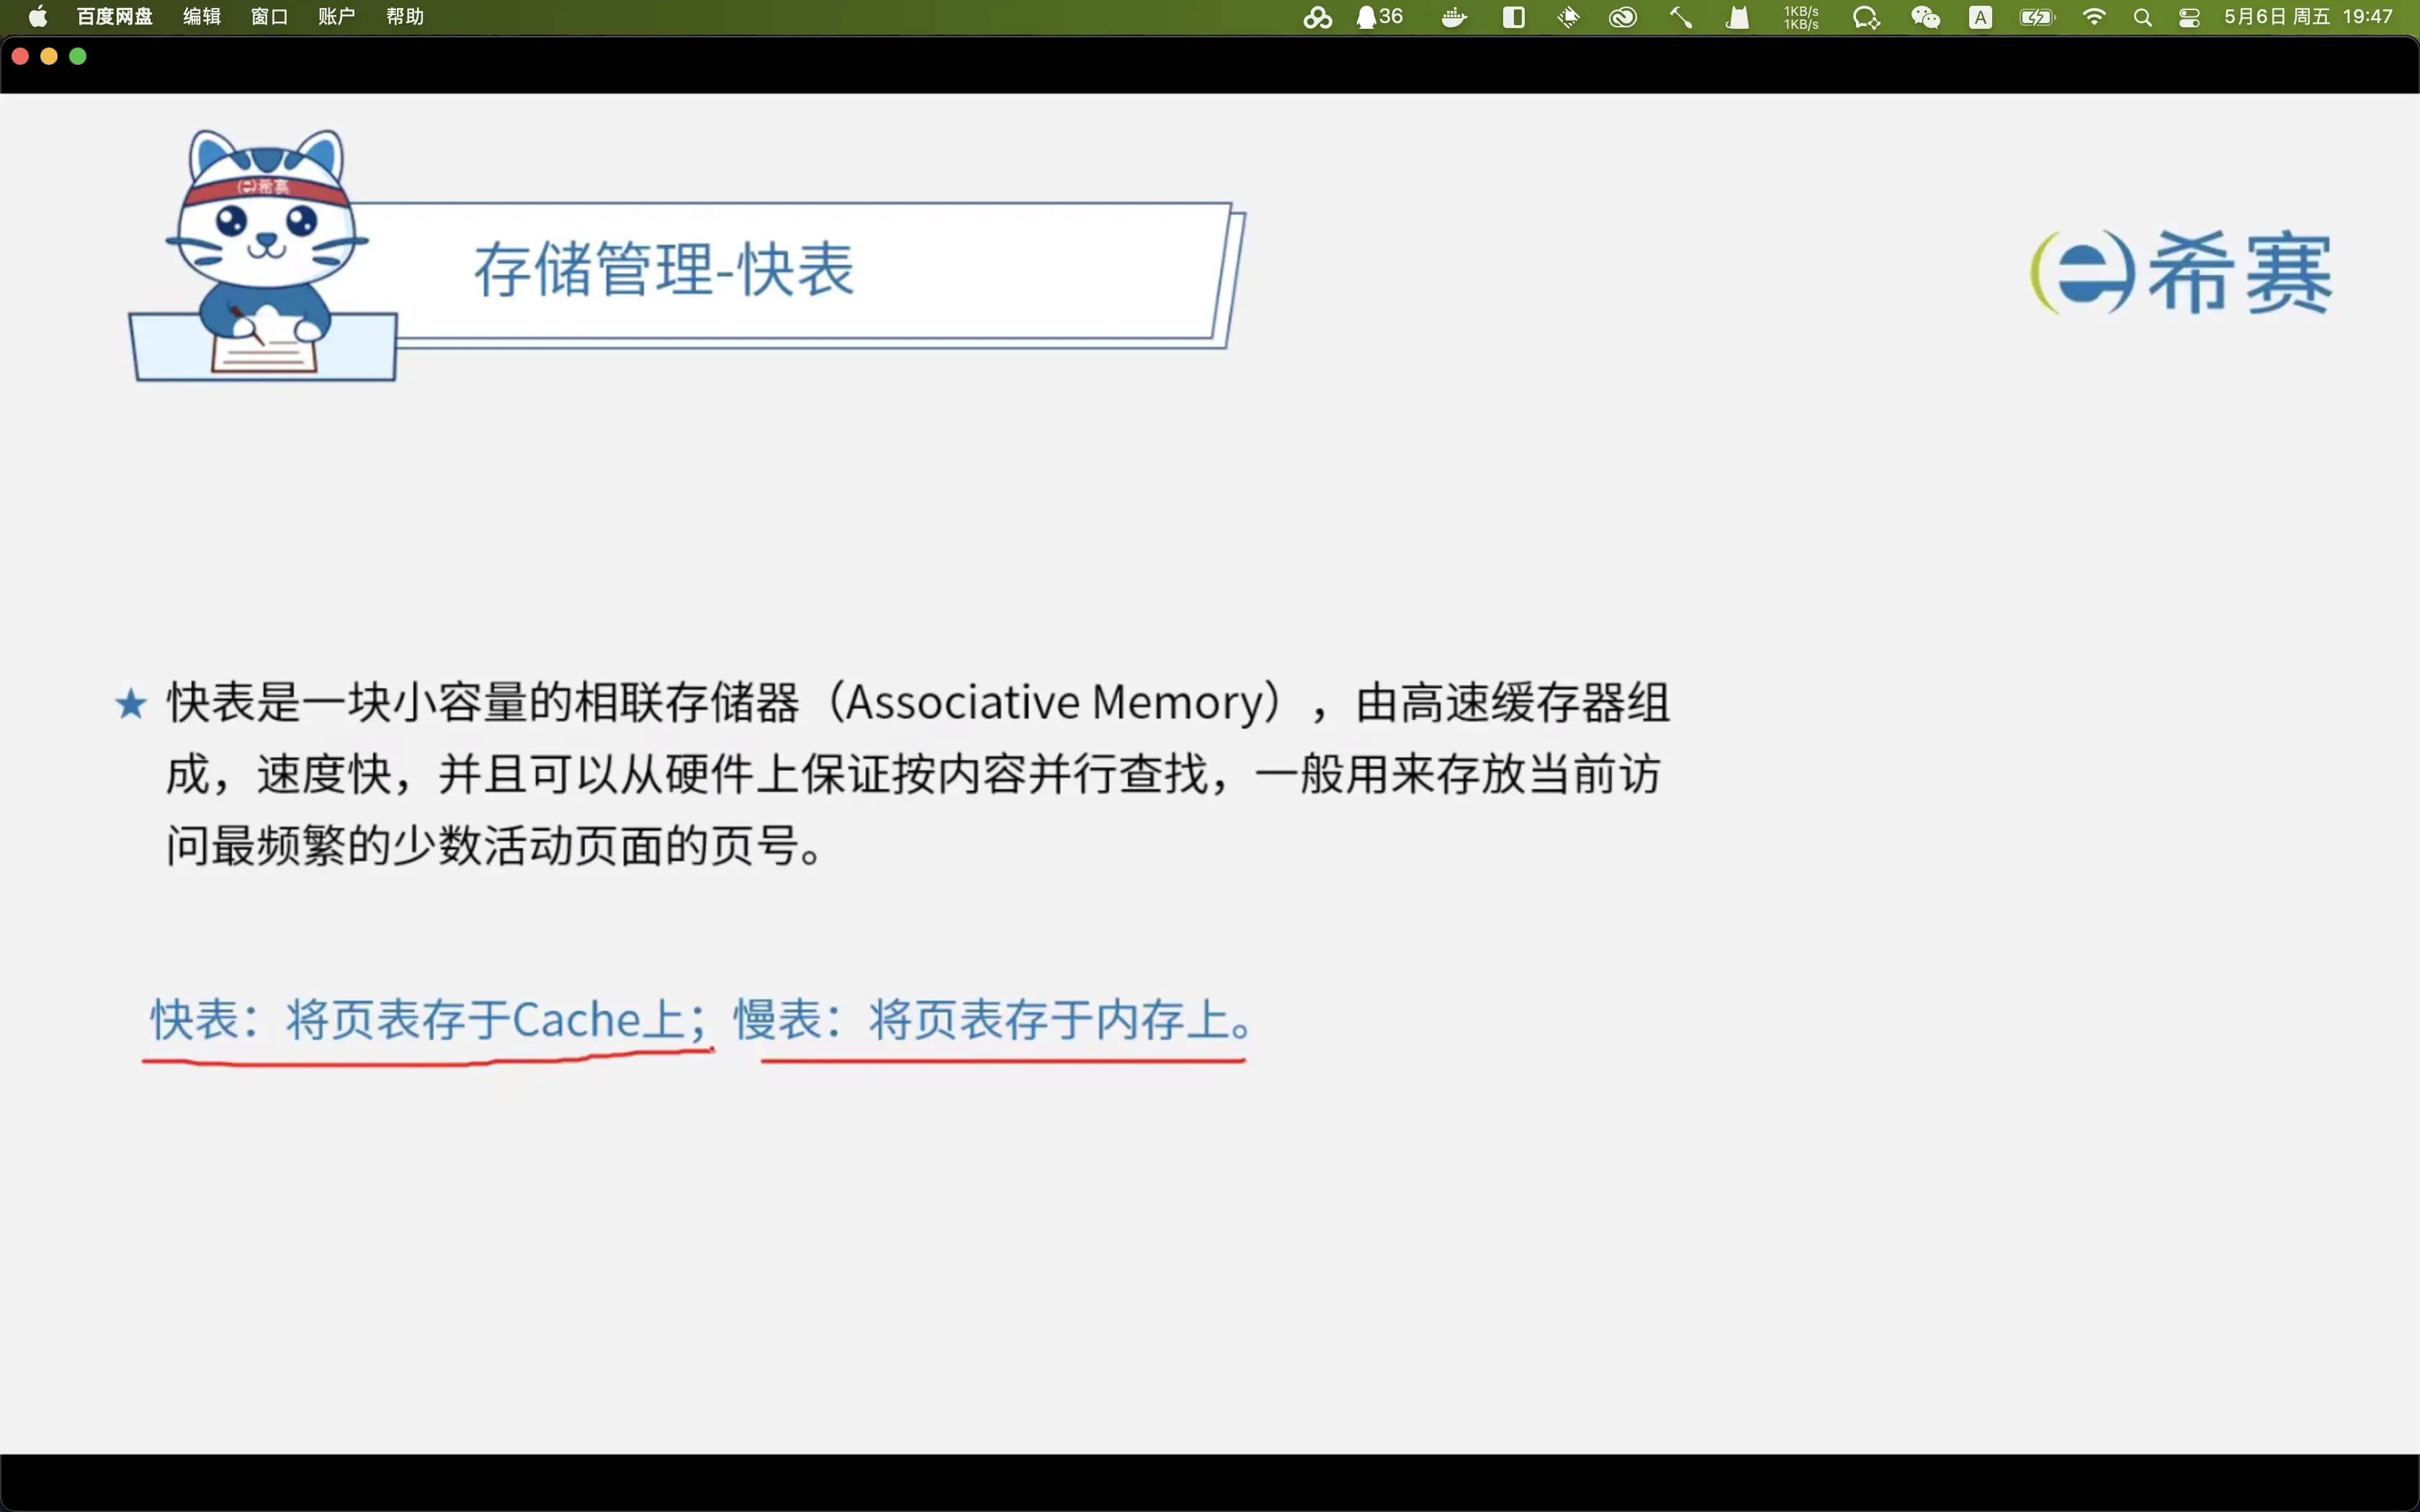 百度网盘 编辑 窗口 账户 帮助 36 1KB/s 1KB/s A 5月6日 周五 19:47
希赛
存储管理-快表
希赛
★ 快表是一块小容量的相联存储器（Associative Memory），由高速缓存器组
成，速度快，并且可以从硬件上保证按内容并行查找，一般用来存放当前访
问最频繁的少数活动页面的页号。
快表：将页表存于Cache上；慢表：将页表存于内存上。